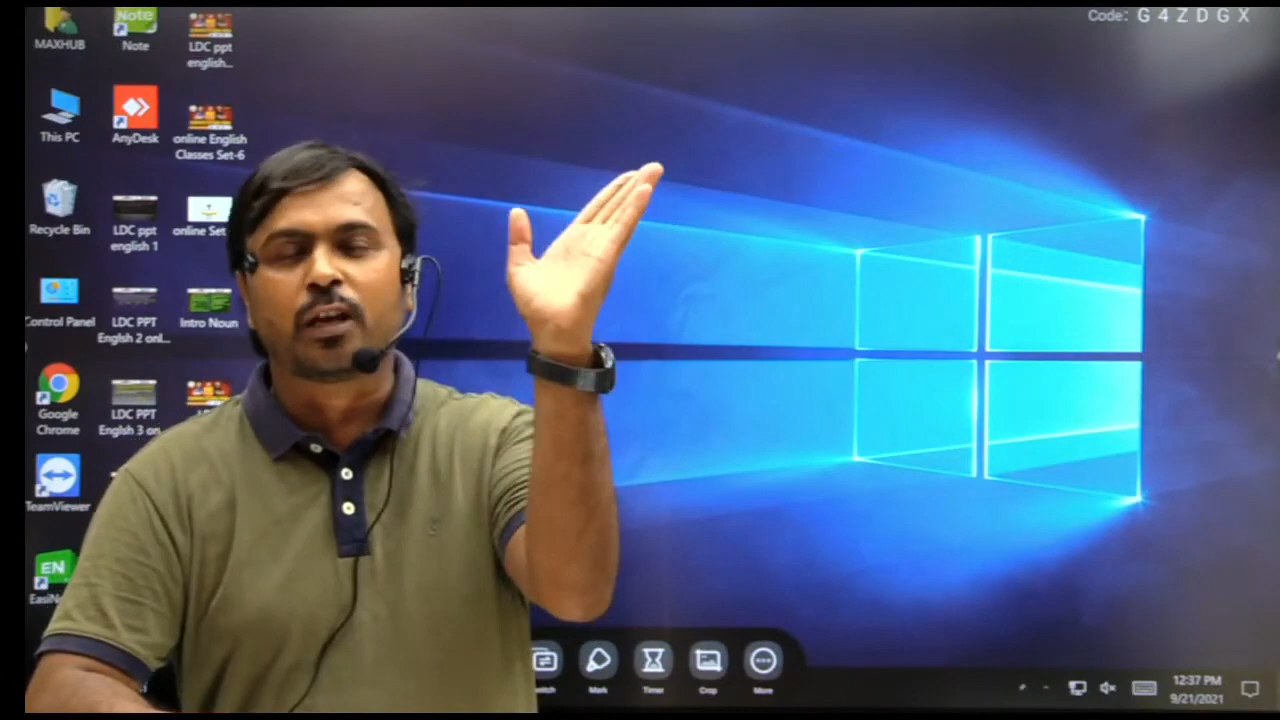 Code: G 4 Z D G X
MAXHUB
Note
Note
LDC ppt
english...
This PC
AnyDesk
online English
Classes Set-6
Recycle Bin
LDC ppt
english 1
online Set
Control Panel
LDC PPT
Englsh 2 onl...
Intro Noun
Google
Chrome
LDC PPT
Englsh 3 on
TeamViewer
EN
Mark
Timer
Crop
More
12:37 PM
9/21/2021